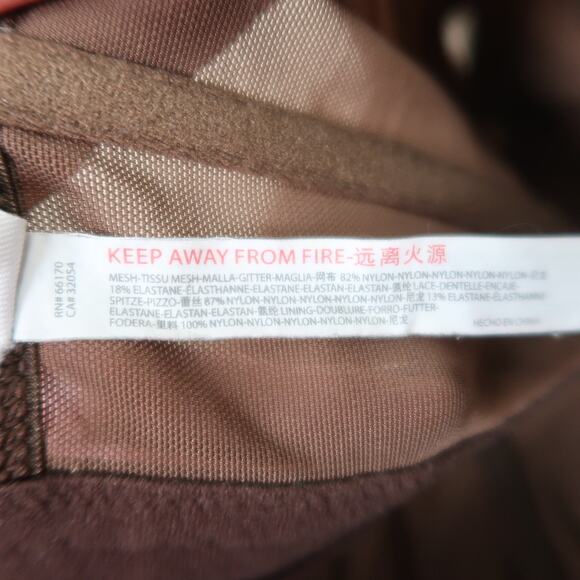 RN# 66170
CA# 32054
KEEP AWAY FROM FIRE-远离火源
MESH-TISSU MESH-MALLA-GITTER-MAGLIA-网布 82% NYLON-NYLON-NYLON-NYLON-NYLON-尼龙
18% ELASTANE-ÉLASTHANNE-ELASTANE-ELASTAN-ELASTAN-氨纶 LACE-DENTELLE-ENCAJE-
SPITZE-PIZZO-蕾丝 87% NYLON-NYLON-NYLON-NYLON-NYLON-尼龙 13% ELASTANE-ÉLASTHANNE-
ELASTANE-ELASTAN-ELASTAN-氨纶 LINING-DOUBLURE-FORRO-FUTTER-
FODERA-里料 100% NYLON-NYLON-NYLON-NYLON-NYLON-尼龙
HECHO EN CHINA